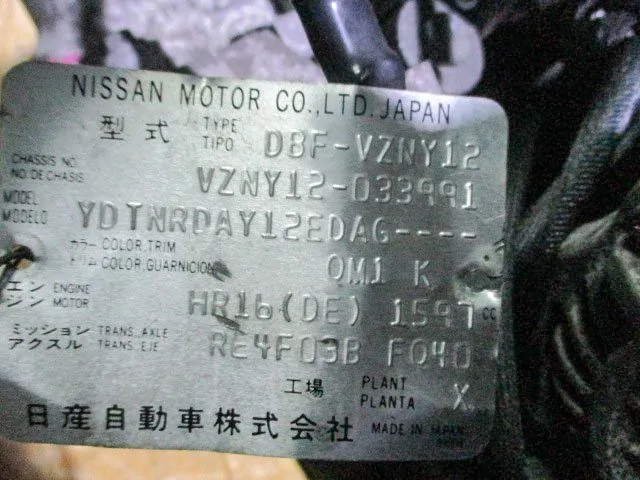 NISSAN MOTOR CO.,LTD.JAPAN
型式 TYPE TIPO DBF-VZNY12
CHASSIS NO. NO.DE CHASIS VZNY12-033991
MODEL MODELO YDTNRDAY12EDAG----
カラー COLOR,TRIM
トリム COLOR,GUARNICION QM1 K
エンジン ENGINE MOTOR HR16(DE) 1597 CC
ミッション TRANS.AXLE
アクスル TRANS.EJE RE4F03B FQ40
工場 PLANT PLANTA X
日産自動車株式会社 MADE IN JAPAN